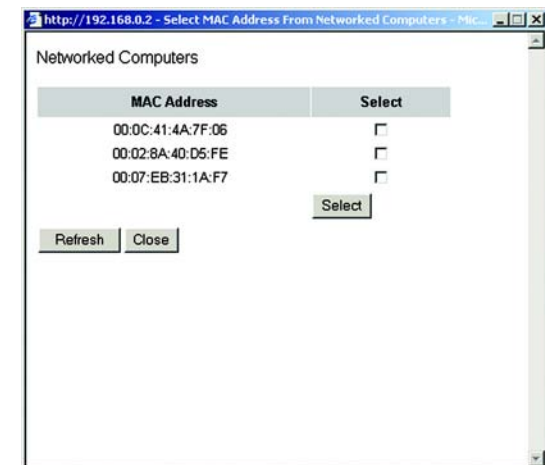 http://192.168.0.2 - Select MAC Address From Networked Computers - Mic...
Networked Computers
MAC Address Select
00:0C:41:4A:7F:06
00:02:8A:40:D5:FE
00:07:EB:31:1A:F7
Select
Refresh Close